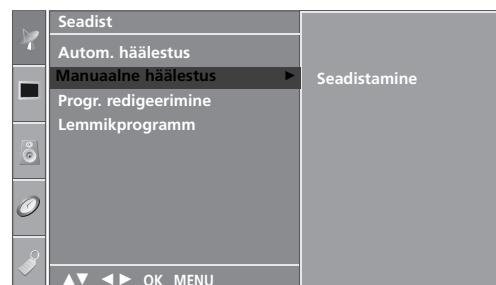 Seadist
Autom. häälestus
Manuaalne häälestus ►
Seadistamine
Progr. redigeerimine
Lemmikprogramm
▲▼ ◄► OK MENU